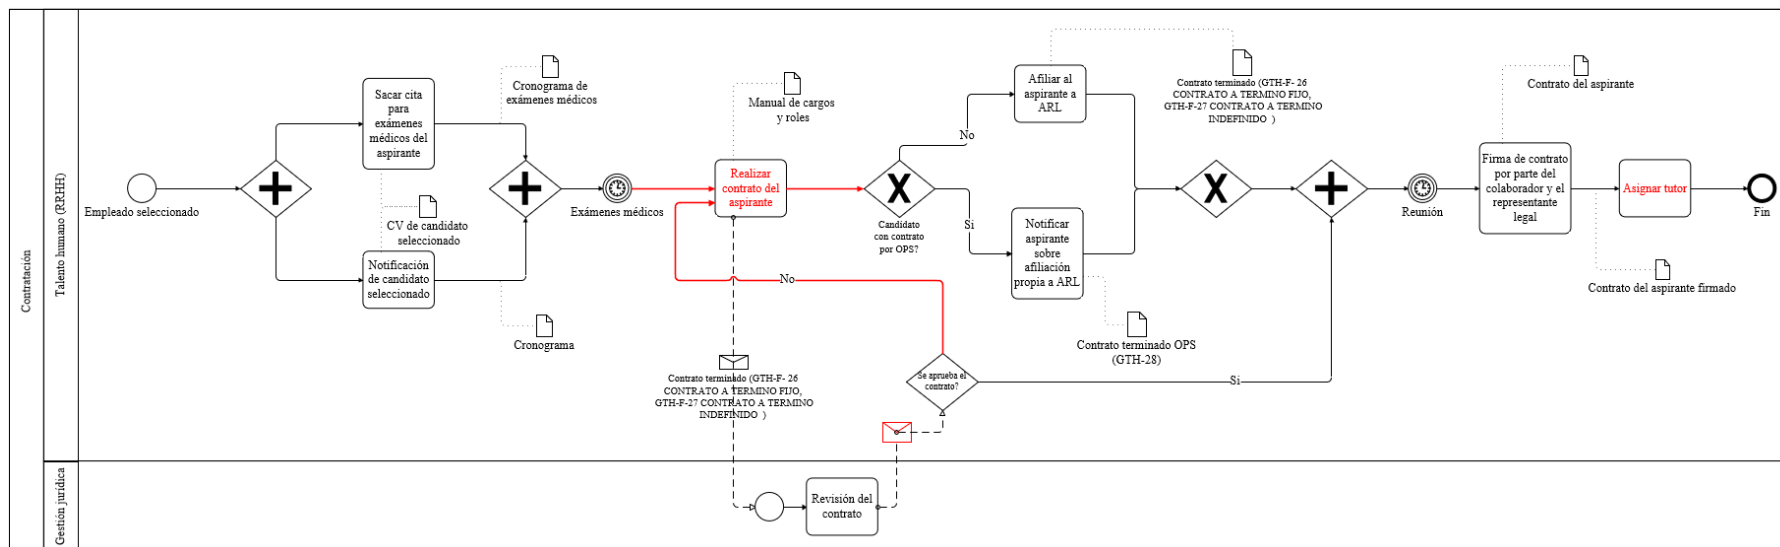 Contratación
Talento humano (RRHH)
Gestión jurídica
Empleado seleccionado
Sacar cita
para
exámenes
médicos del
aspirante
Cronograma de
exámenes médicos
CV de candidato
seleccionado
Notificación
de candidato
seleccionado
Cronograma
Exámenes médicos
Manual de cargos
y roles
Realizar
contrato del
aspirante
Contrato terminado (GTH-F- 26
CONTRATO A TERMINO FIJO,
GTH-F-27 CONTRATO A TERMINO
INDEFINIDO )
Revisión del
contrato
Se aprueba el
contrato?
No
Si
Candidato
con contrato
por OPS?
No
Si
Afiliar al
aspirante a
ARL
Contrato terminado (GTH-F- 26
CONTRATO A TERMINO FIJO,
GTH-F-27 CONTRATO A TERMINO
INDEFINIDO )
Notificar
aspirante
sobre
afiliación
propia a ARL
Contrato terminado OPS
(GTH-28)
Reunión
Contrato del aspirante
Firma de contrato
por parte del
colaborador y el
representante
legal
Contrato del aspirante firmado
Asignar tutor
Fin